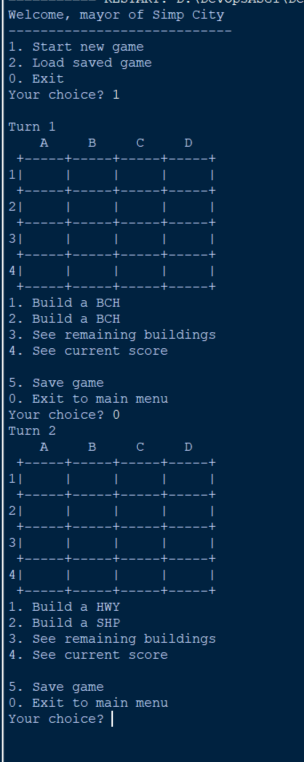 Welcome, mayor of Simp City
----------------------------
1. Start new game
2. Load saved game
0. Exit
Your choice? 1

Turn 1
    A     B     C     D
 +-----+-----+-----+-----+
1|     |     |     |     |
 +-----+-----+-----+-----+
2|     |     |     |     |
 +-----+-----+-----+-----+
3|     |     |     |     |
 +-----+-----+-----+-----+
4|     |     |     |     |
 +-----+-----+-----+-----+
1. Build a BCH
2. Build a BCH
3. See remaining buildings
4. See current score

5. Save game
0. Exit to main menu
Your choice? 0
Turn 2
    A     B     C     D
 +-----+-----+-----+-----+
1|     |     |     |     |
 +-----+-----+-----+-----+
2|     |     |     |     |
 +-----+-----+-----+-----+
3|     |     |     |     |
 +-----+-----+-----+-----+
4|     |     |     |     |
 +-----+-----+-----+-----+
1. Build a HWY
2. Build a SHP
3. See remaining buildings
4. See current score

5. Save game
0. Exit to main menu
Your choice?